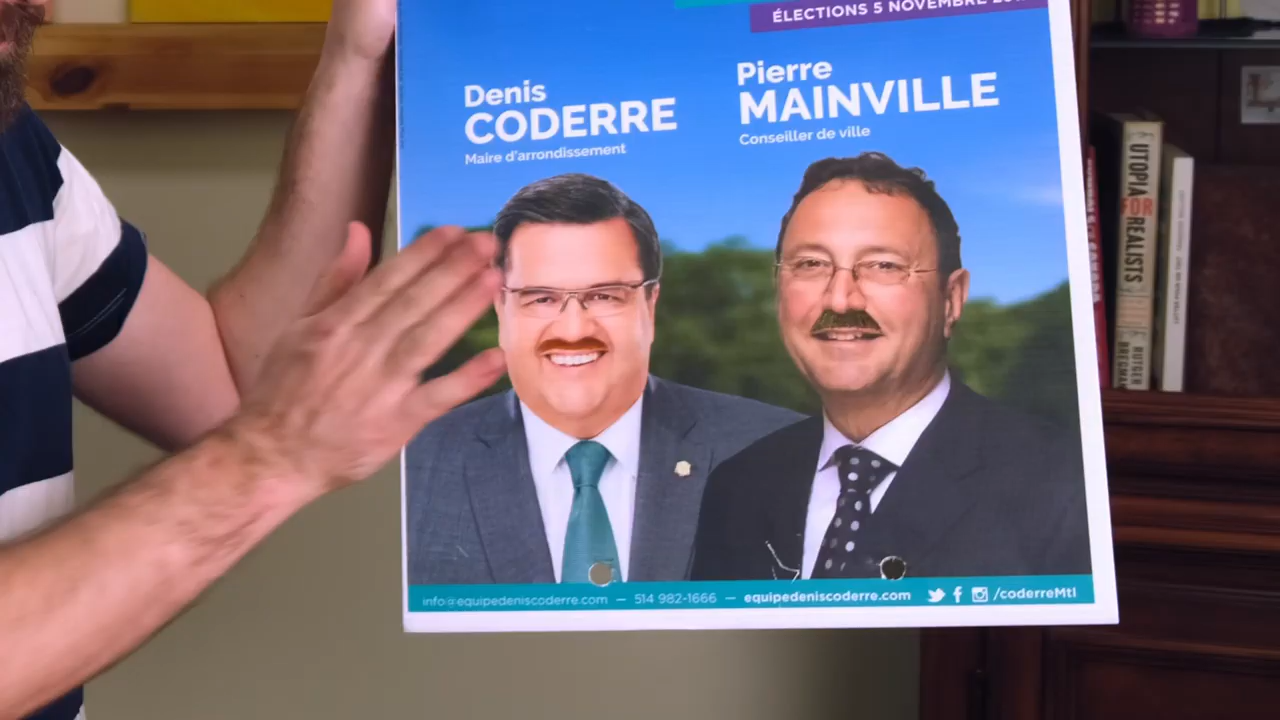 ÉLECTIONS 5 NOVEMBRE
Denis
CODERRE
Maire d'arrondissement
Pierre
MAINVILLE
Conseiller de ville
info@equipedeniscoderre.com — 514 982-1666 — equipedeniscoderre.com /coderreMtl
UTOPIA FOR REALISTS
RUTGER BREGMAN